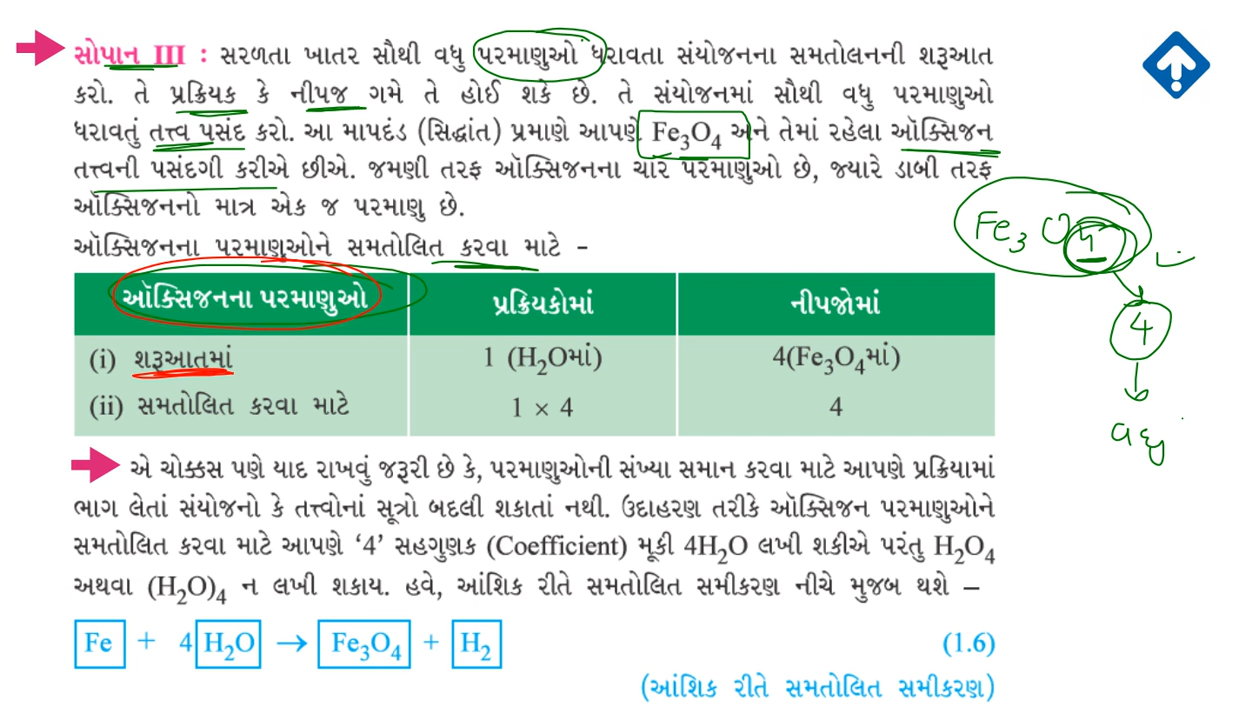 સોપાન III : સરળતા ખાતર સૌથી વધુ પરમાણુઓ ધરાવતા સંયોજનના સમતોલનની શરૂઆત
કરો. તે પ્રક્રિયક કે નીપજ ગમે તે હોઈ શકે છે. તે સંયોજનમાં સૌથી વધુ પરમાણુઓ
ધરાવતું તત્ત્વ પસંદ કરો. આ માપદંડ (સિદ્ધાંત) પ્રમાણે આપણે Fe₃O₄ અને તેમાં રહેલા ઑક્સિજન
તત્ત્વની પસંદગી કરીએ છીએ. જમણી તરફ ઑક્સિજનના ચાર પરમાણુઓ છે, જ્યારે ડાબી તરફ
ઑક્સિજનનો માત્ર એક જ પરમાણુ છે.
Fe₃O₄
ઑક્સિજનના પરમાણુઓને સમતોલિત કરવા માટે –
ઑક્સિજનના પરમાણુઓ પ્રક્રિયકોમાં નીપજોમાં
4
(i) શરૂઆતમાં 1 (H₂Oમાં) 4(Fe₃O₄માં)
(ii) સમતોલિત કરવા માટે 1 × 4 4
વધુ
એ ચોક્કસ પણે યાદ રાખવું જરૂરી છે કે, પરમાણુઓની સંખ્યા સમાન કરવા માટે આપણે પ્રક્રિયામાં
ભાગ લેતાં સંયોજનો કે તત્ત્વોનાં સૂત્રો બદલી શકાતાં નથી. ઉદાહરણ તરીકે ઑક્સિજન પરમાણુઓને
સમતોલિત કરવા માટે આપણે ‘4’ સહગુણક (Coefficient) મૂકી 4H₂O લખી શકીએ પરંતુ H₂O₄
અથવા (H₂O)₄ ન લખી શકાય. હવે, આંશિક રીતે સમતોલિત સમીકરણ નીચે મુજબ થશે –
Fe + 4 H₂O → Fe₃O₄ + H₂ (1.6)
(આંશિક રીતે સમતોલિત સમીકરણ)